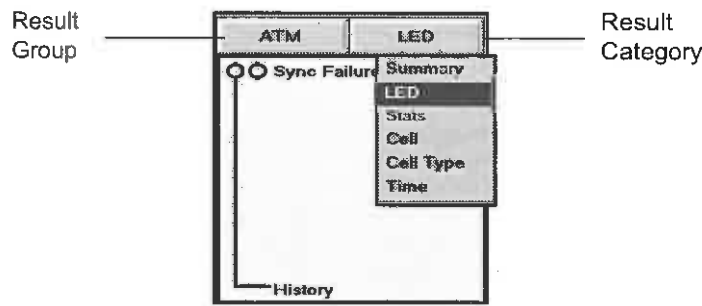 Result
Group
ATM
LED
Result
Category
Sync Failure
Summary
LED
Stats
Cell
Cell Type
Time
History